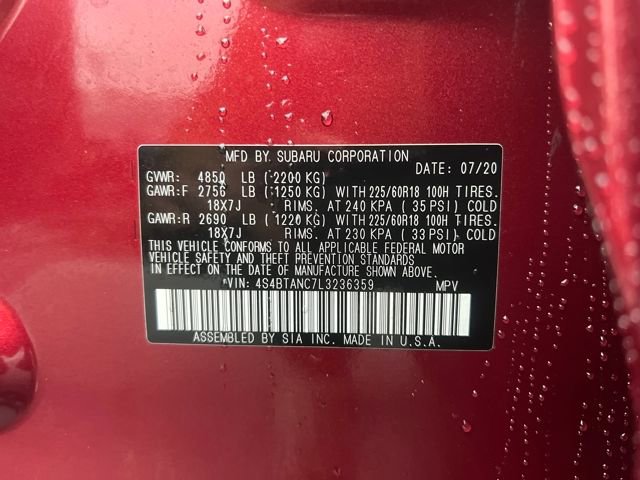 MFD BY SUBARU CORPORATION
DATE: 07/20
GVWR: 4850 LB ( 2200 KG)
GAWR:F 2756 LB ( 1250 KG) WITH 225/60R18 100H TIRES.
18X7J RIMS. AT 240 KPA ( 35 PSI) COLD
GAWR:R 2690 LB ( 1220 KG) WITH 225/60R18 100H TIRES.
18X7J RIMS. AT 230 KPA ( 33 PSI) COLD
THIS VEHICLE CONFORMS TO ALL APPLICABLE FEDERAL MOTOR
VEHICLE SAFETY AND THEFT PREVENTION STANDARDS
IN EFFECT ON THE DATE OF MANUFACTURE SHOWN ABOVE.
*VIN: 4S4BTANC7L3236359 MPV
ASSEMBLED BY SIA INC. MADE IN U.S.A.